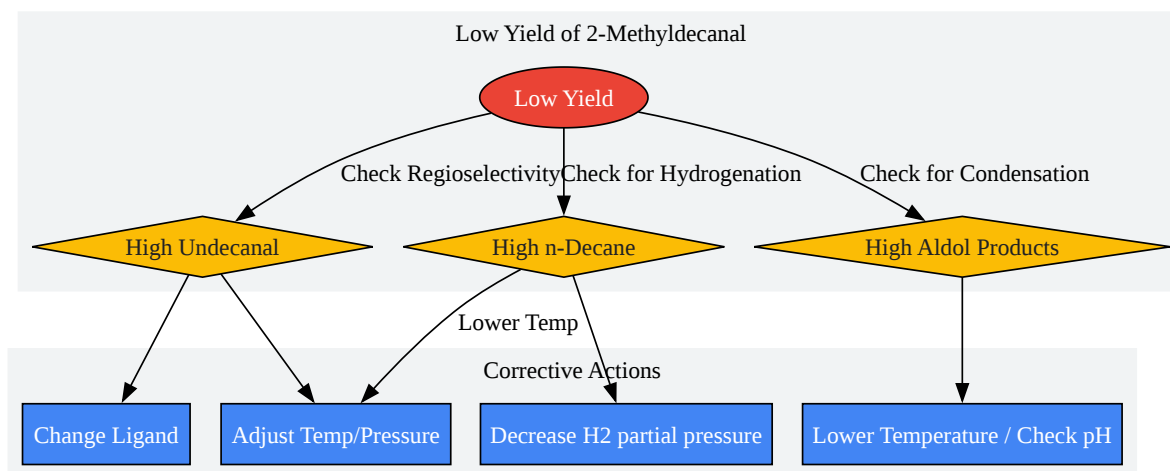 Low Yield of 2-Methyldecanal
Low Yield
Check Regioselectivity
Check for Hydrogenation
Check for Condensation
High Undecanal
High n-Decane
High Aldol Products
Lower Temp
Corrective Actions
Change Ligand
Adjust Temp/Pressure
Decrease H2 partial pressure
Lower Temperature / Check pH